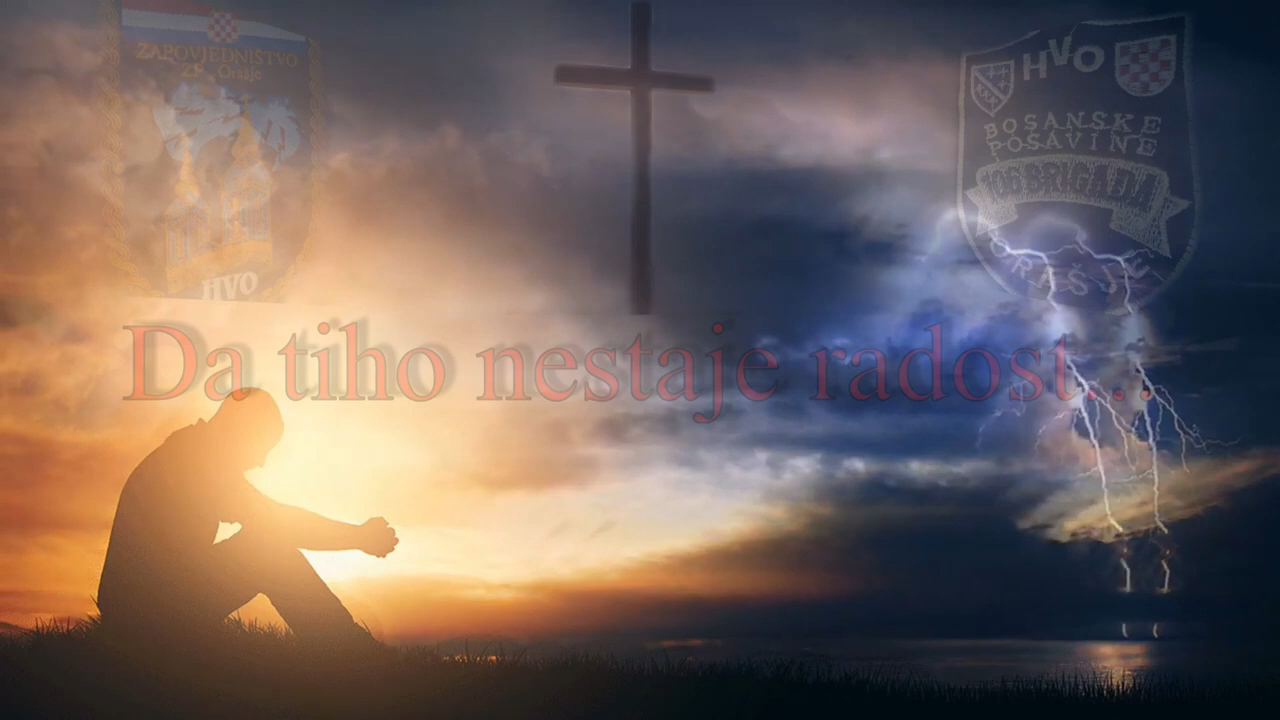 ZAPOVJEDNIŠTVO
ZP Orašje
HVO
HVO
BOSANSKE
POSAVINE
106 BRIGADA
ORAŠJE
Da tiho nestaje radost...